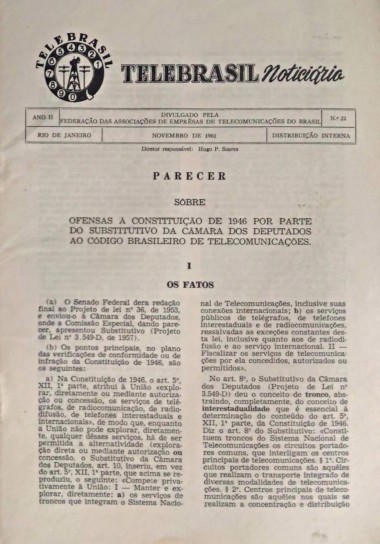 TELEBRASIL
TELEBRASIL Noticiário
ANO II
DIVULGADO PELA
FEDERAÇÃO DAS ASSOCIAÇÕES DE EMPRÊSAS DE TELECOMUNICAÇÕES DO BRASIL
N.º 22
RIO DE JANEIRO
NOVEMBRO DE 1961
DISTRIBUIÇÃO INTERNA
Diretor responsável: Hugo P. Soares
PARECER
SÔBRE
OFENSAS À CONSTITUIÇÃO DE 1946 POR PARTE
DO SUBSTITUTIVO DA CÂMARA DOS DEPUTADOS
AO CÓDIGO BRASILEIRO DE TELECOMUNICAÇÕES.
I
OS FATOS
(a) O Senado Federal dera redação
final ao Projeto de lei nº 36, de 1953,
e enviou-o à Câmara dos Deputados,
onde a Comissão Especial, dando pare-
cer, apresentou Substitutivo (Projeto
de Lei nº 3.549-D, de 1957).
(b) Os pontos principais, no plano
das verificações de conformidade ou de
infração da Constituição de 1946, são
os seguintes:
a) Na Constituição de 1946, o art. 5º,
XII, 1ª parte, atribui à União «explo-
rar, diretamente ou mediante autoriza-
ção ou concessão, os serviços de telé-
grafos, de radiocomunicação, de radio-
difusão, de telefones interestaduais e
internacionais», de modo que, enquanto
a União não pode explorar, diretamen-
te, qualquer dêsses serviços, há de ser
permitida a alternatividade (explora-
ção direta ou mediante autorização ou
concessão, o Substitutivo da Câmara
dos Deputados, art. 10, inseriu, em vez
do art. 5º, XII, 1ª parte, que acima se re-
produziu, o seguinte: «Compete priva-
tivamente à União: I — Manter e ex-
plorar, diretamente: a) os serviços de
troncos que integram o Sistema Nacio-
nal de Telecomunicações, inclusive suas
conexões internacionais; b) os serviços
públicos de telégrafos, de telefones
interestaduais e de radiocomunicações,
ressalvadas as exceções constantes des-
ta lei, inclusive quanto aos de radiodi-
fusão e ao serviço internacional. II —
Fiscalizar os serviços de telecomunica-
ções por ela concedidos, autorizados ou
permitidos».
No art. 8º, o Substitutivo da Câmara
dos Deputados (Projeto de Lei nº
3.549-D) deu o conceito de tronco, abs-
traindo, completamente, do conceito de
interestadualidade que é essencial à
determinação do conteúdo do art. 5º,
XII, 1ª parte, da Constituição de 1946.
Diz o art. 8º do Substitutivo: «Consti-
tuem troncos do Sistema Nacional de
Telecomunicações os circuitos portado-
res comuns, que interligam os centros
principais de telecomunicações. § 1º. Cir-
cuitos portadores comuns são aquêles
que realizam o transporte integrado de
diversas modalidades de telecomunica-
ções. § 2º. Centros principais de teleco-
municações são aquêles nos quais se
realizam a concentração e distribuição